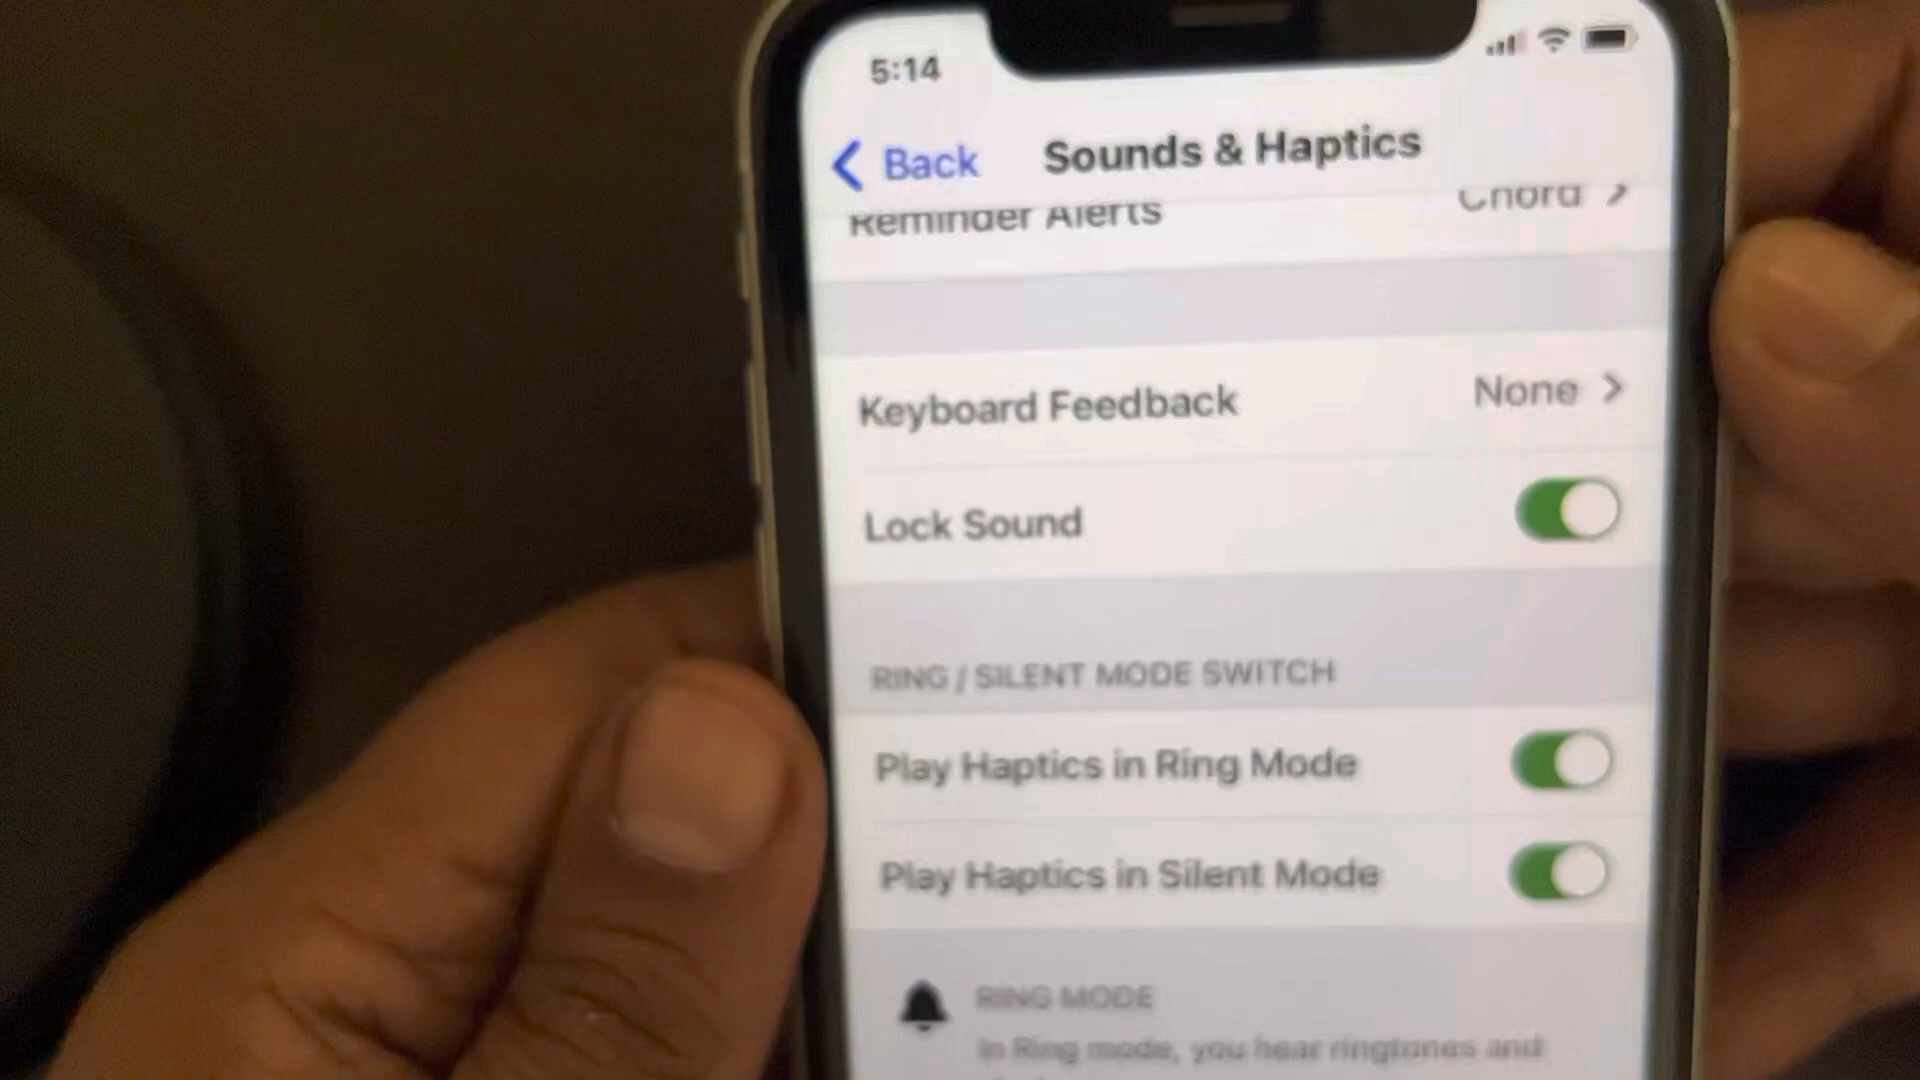 5:14
Back Sounds & Haptics
Reminder Alerts Chord
Keyboard Feedback None
Lock Sound
RING / SILENT MODE SWITCH
Play Haptics in Ring Mode
Play Haptics in Silent Mode
RING MODE
In Ring mode, you hear ringtones and